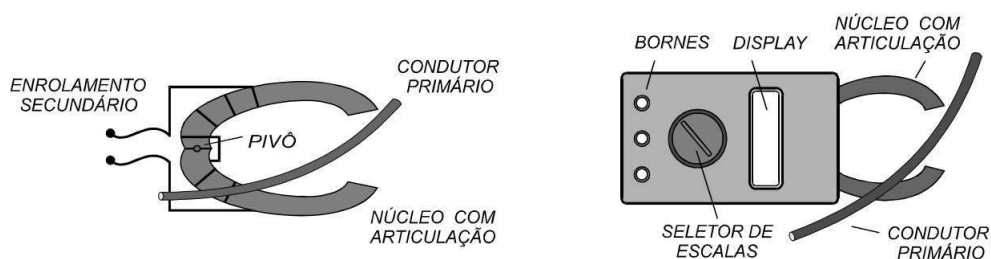 ENROLAMENTO
SECUNDÁRIO
CONDUTOR
PRIMÁRIO
PIVÔ
NÚCLEO COM
ARTICULAÇÃO
BORNES
DISPLAY
NÚCLEO COM
ARTICULAÇÃO
SELETOR DE
ESCALAS
CONDUTOR
PRIMÁRIO